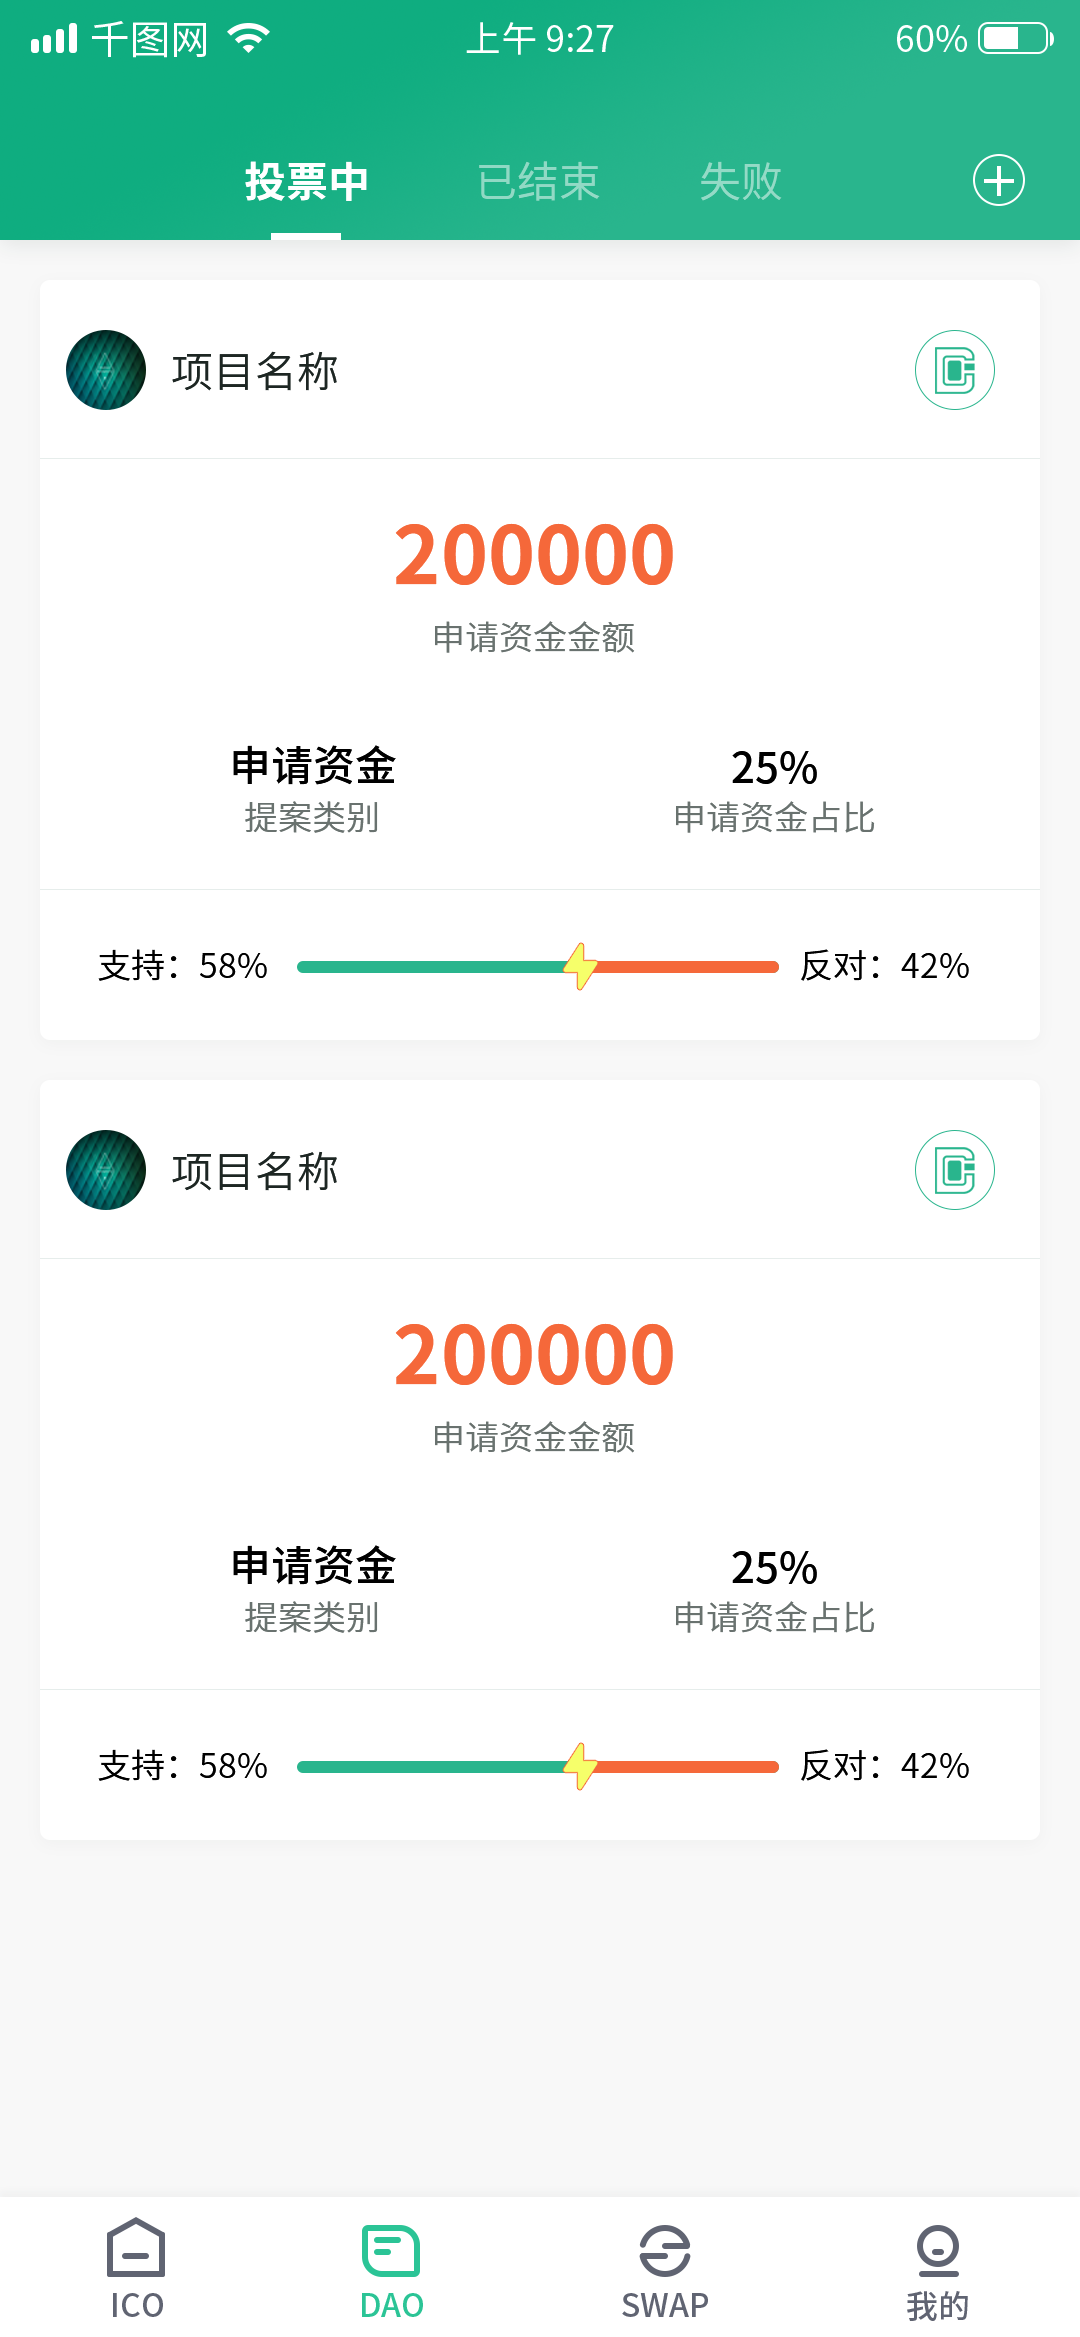 千图网 上午 9:27 60%
投票中 已结束 失败
项目名称
200000
申请资金金额
申请资金 25%
提案类别 申请资金占比
支持：58% 反对：42%
项目名称
200000
申请资金金额
申请资金 25%
提案类别 申请资金占比
支持：58% 反对：42%
ICO DAO SWAP 我的